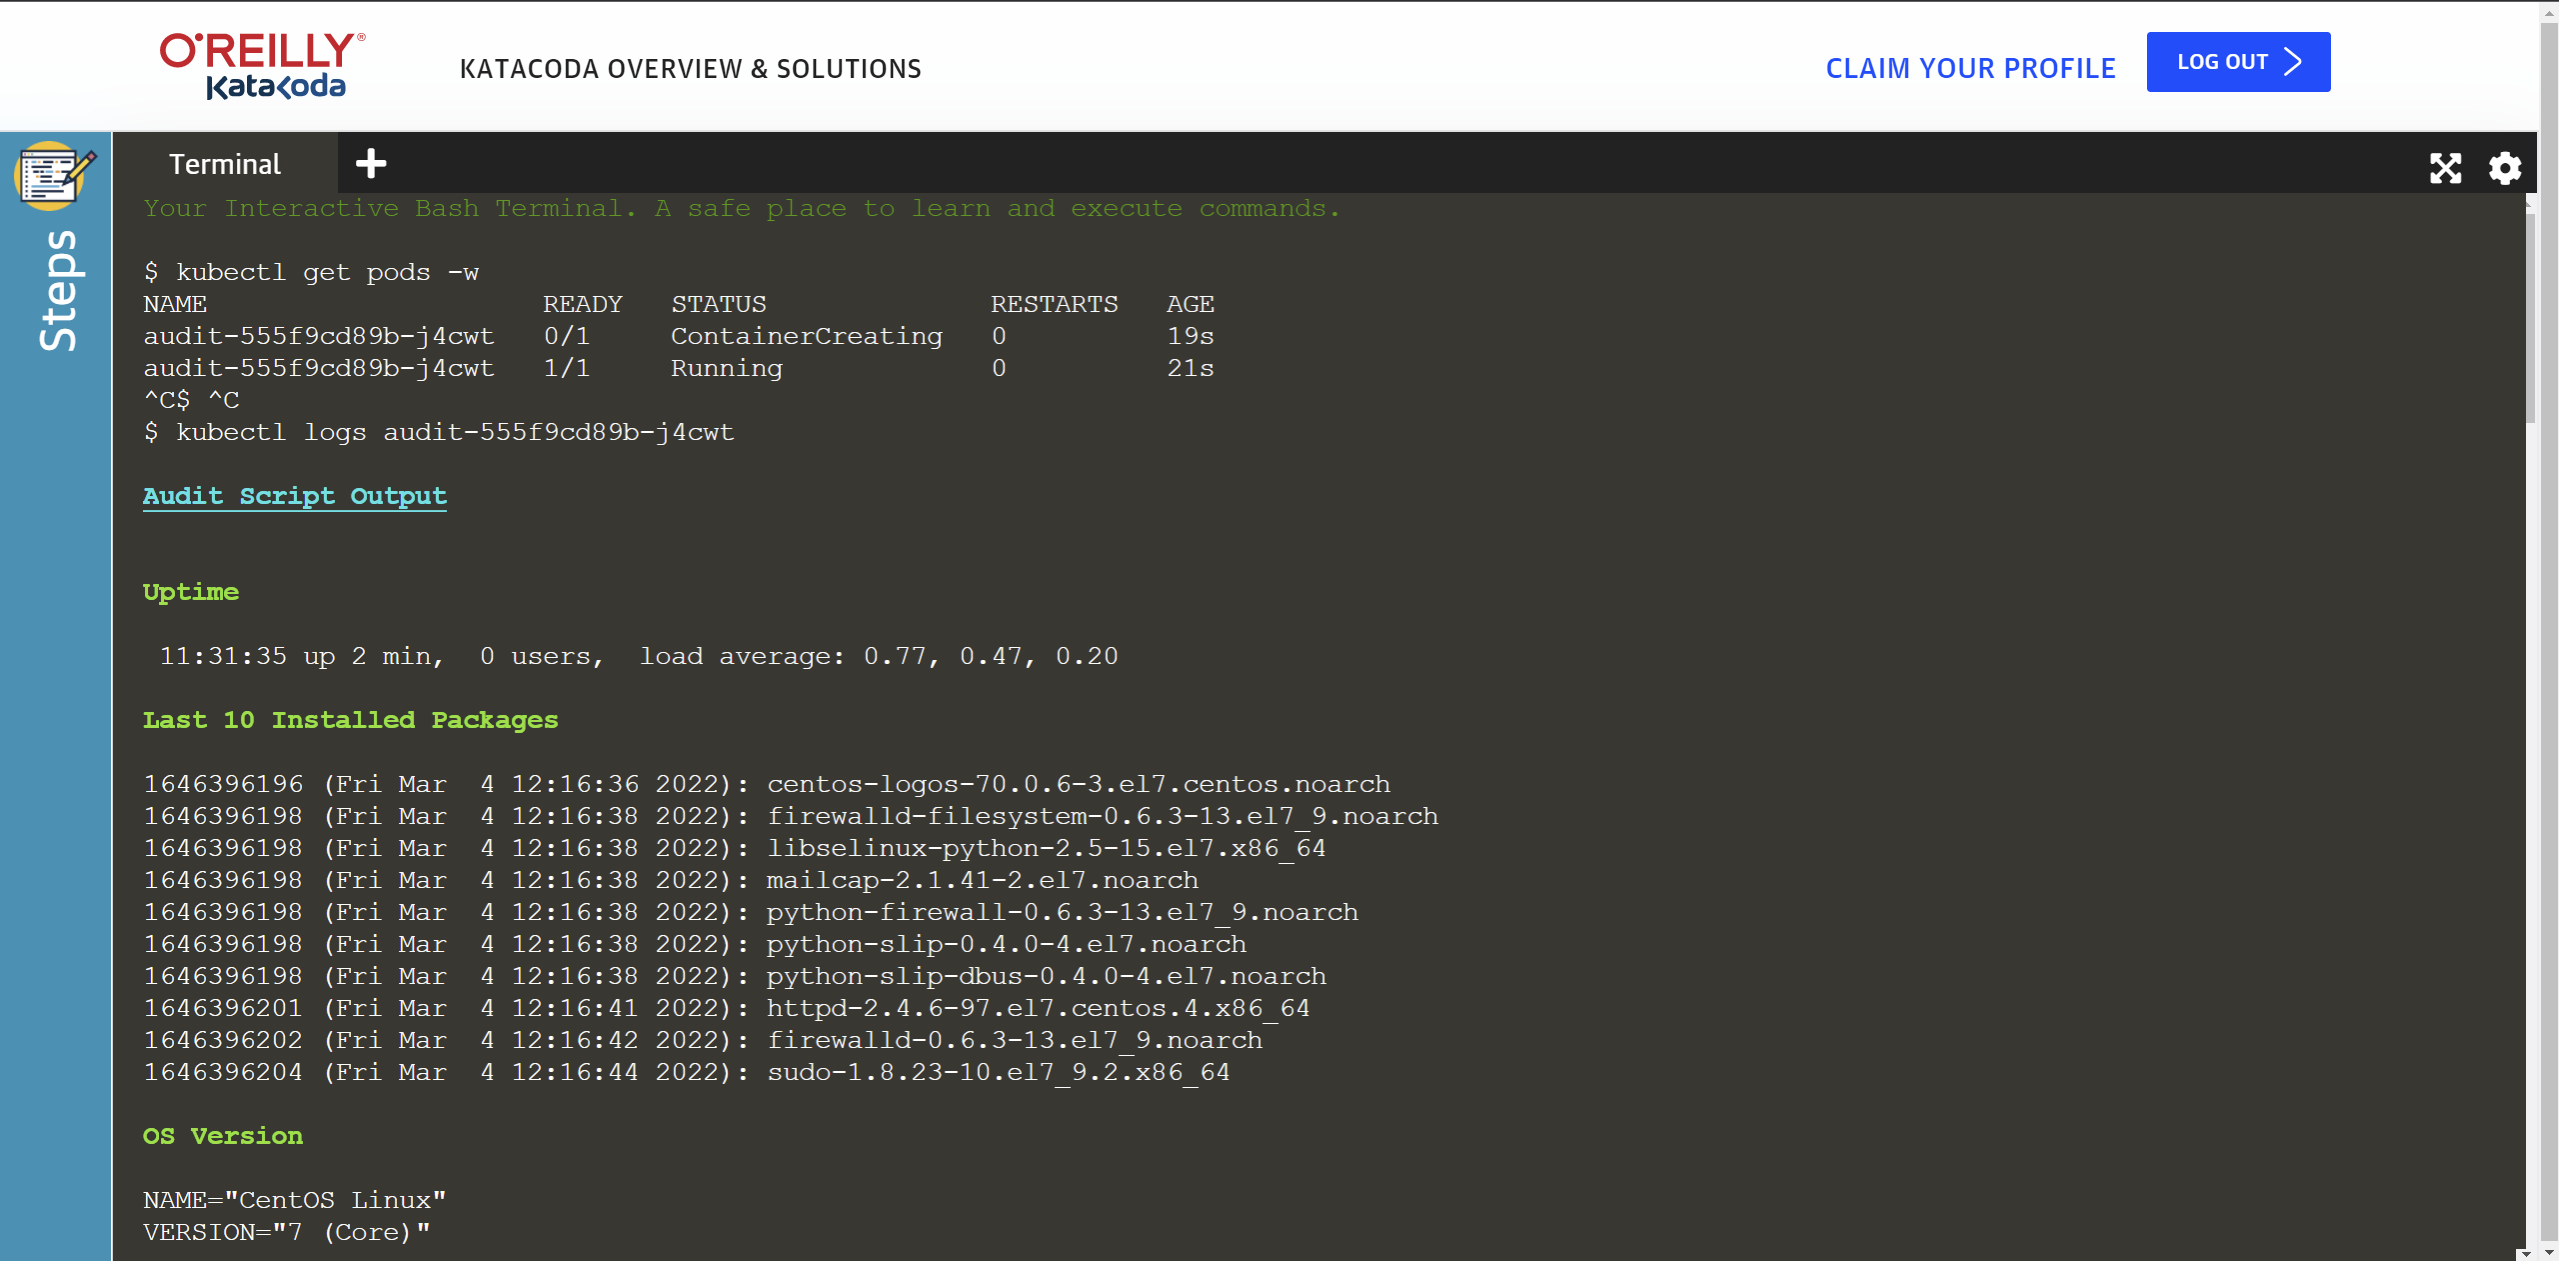 O'REILLY®
Katacoda
KATACODA OVERVIEW & SOLUTIONS
CLAIM YOUR PROFILE
LOG OUT
Steps
Terminal
Your Interactive Bash Terminal. A safe place to learn and execute commands.
$ kubectl get pods -w
NAME READY STATUS RESTARTS AGE
audit-555f9cd89b-j4cwt 0/1 ContainerCreating 0 19s
audit-555f9cd89b-j4cwt 1/1 Running 0 21s
^C$ ^C
$ kubectl logs audit-555f9cd89b-j4cwt
Audit Script Output
Uptime
11:31:35 up 2 min,  0 users,  load average: 0.77, 0.47, 0.20
Last 10 Installed Packages
1646396196 (Fri Mar  4 12:16:36 2022): centos-logos-70.0.6-3.el7.centos.noarch
1646396198 (Fri Mar  4 12:16:38 2022): firewalld-filesystem-0.6.3-13.el7_9.noarch
1646396198 (Fri Mar  4 12:16:38 2022): libselinux-python-2.5-15.el7.x86_64
1646396198 (Fri Mar  4 12:16:38 2022): mailcap-2.1.41-2.el7.noarch
1646396198 (Fri Mar  4 12:16:38 2022): python-firewall-0.6.3-13.el7_9.noarch
1646396198 (Fri Mar  4 12:16:38 2022): python-slip-0.4.0-4.el7.noarch
1646396198 (Fri Mar  4 12:16:38 2022): python-slip-dbus-0.4.0-4.el7.noarch
1646396201 (Fri Mar  4 12:16:41 2022): httpd-2.4.6-97.el7.centos.4.x86_64
1646396202 (Fri Mar  4 12:16:42 2022): firewalld-0.6.3-13.el7_9.noarch
1646396204 (Fri Mar  4 12:16:44 2022): sudo-1.8.23-10.el7_9.2.x86_64
OS Version
NAME="CentOS Linux"
VERSION="7 (Core)"